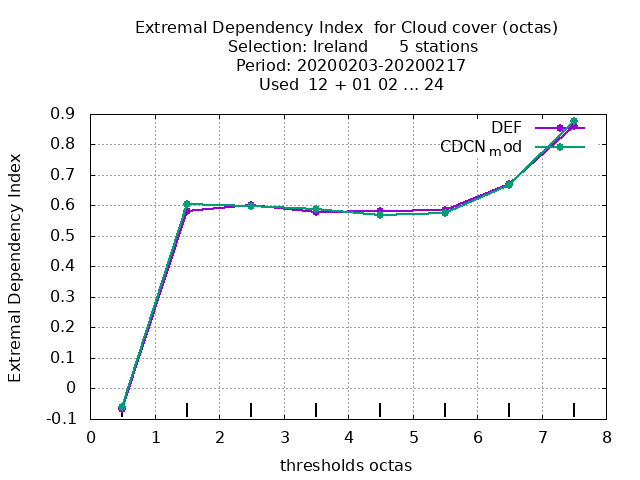 Extremal Dependency Index  for Cloud cover (octas)
Selection: Ireland      5 stations
Period: 20200203-20200217
Used  12 + 01 02 ... 24
Extremal Dependency Index
0.9
0.8
0.7
0.6
0.5
0.4
0.3
0.2
0.1
0
-0.1
DEF
CDCN_mod
0 1 2 3 4 5 6 7 8
thresholds octas